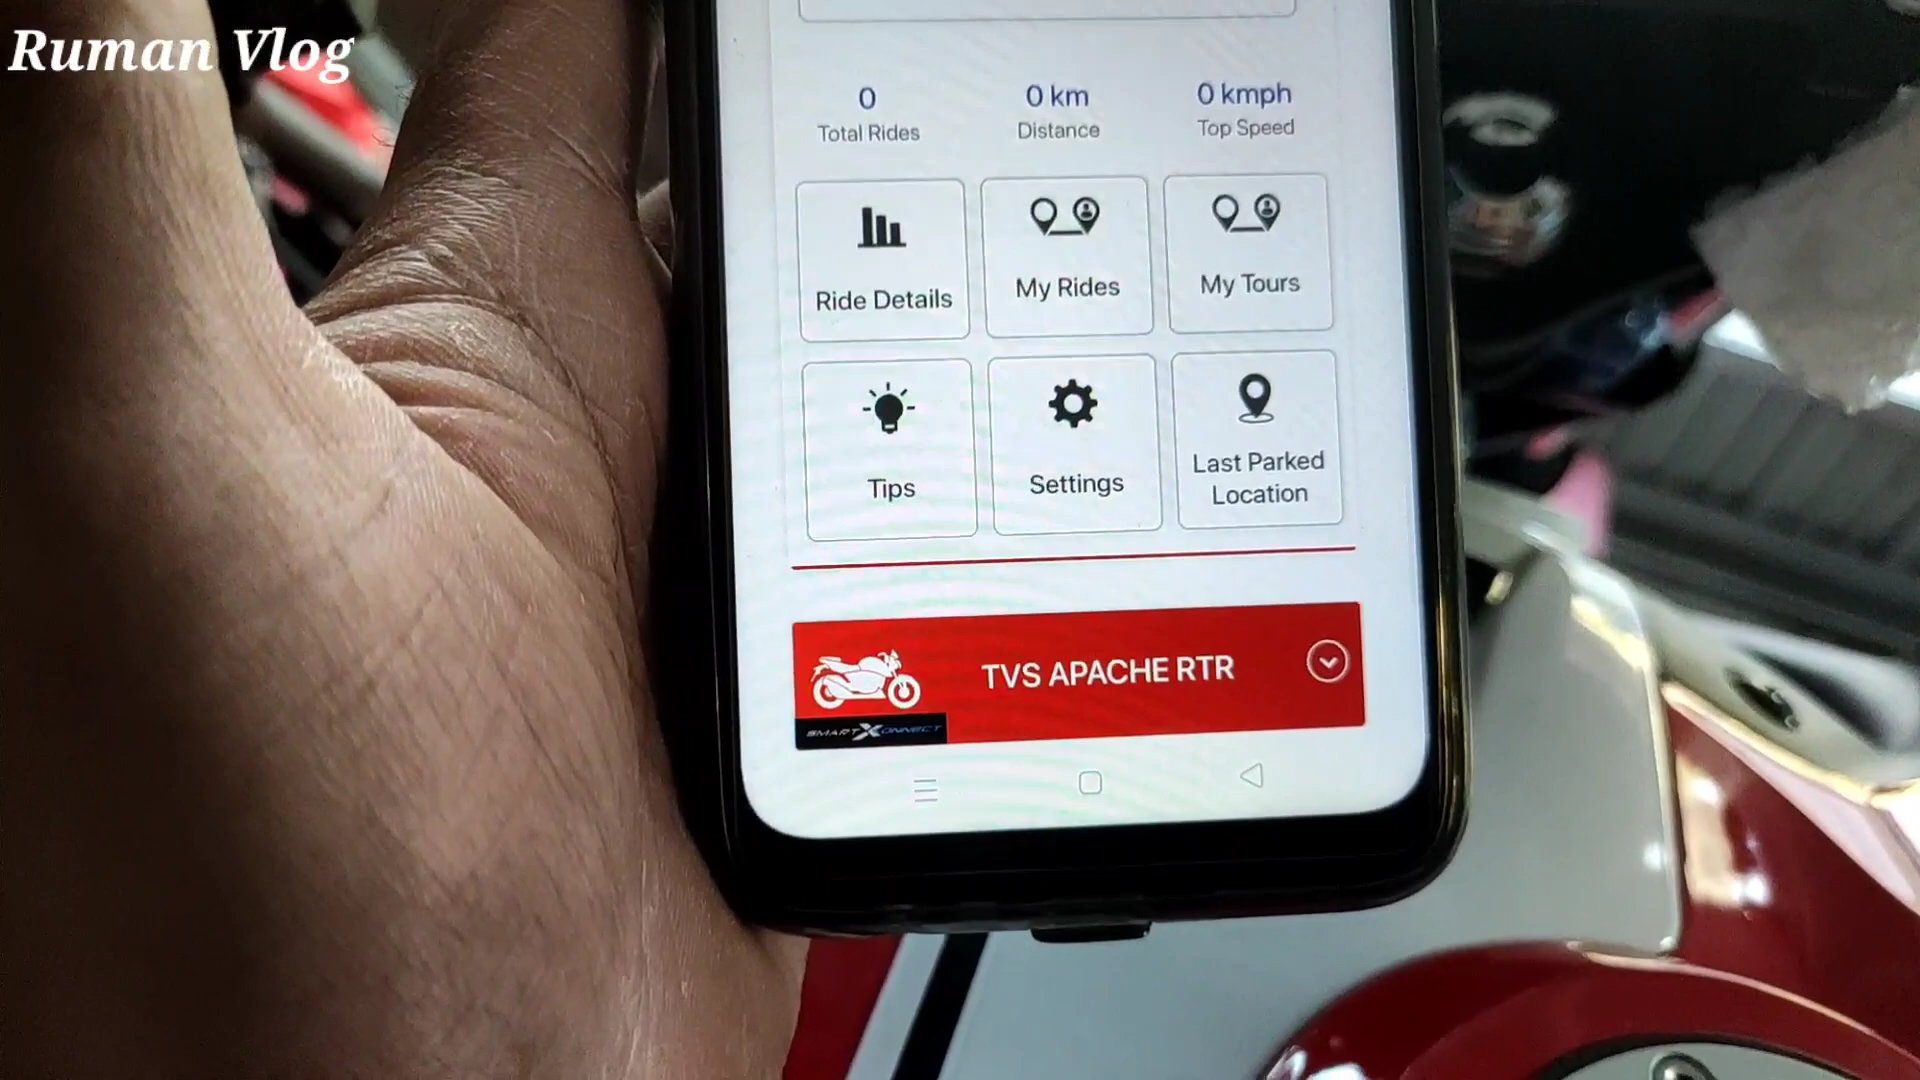 Ruman Vlog
0
0 km
0 kmph
Total Rides
Distance
Top Speed
Ride Details
My Rides
My Tours
Tips
Settings
Last Parked
Location
TVS APACHE RTR
SMARTXONNECT